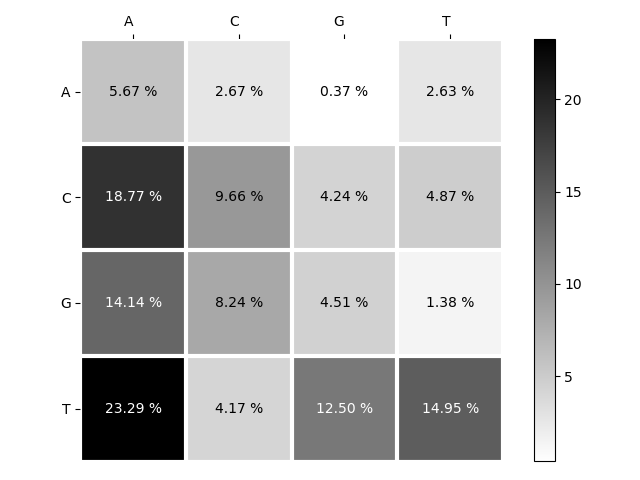 A C G T
A 5.67 % 2.67 % 0.37 % 2.63 %
C 18.77 % 9.66 % 4.24 % 4.87 %
G 14.14 % 8.24 % 4.51 % 1.38 %
T 23.29 % 4.17 % 12.50 % 14.95 %
20
15
10
5